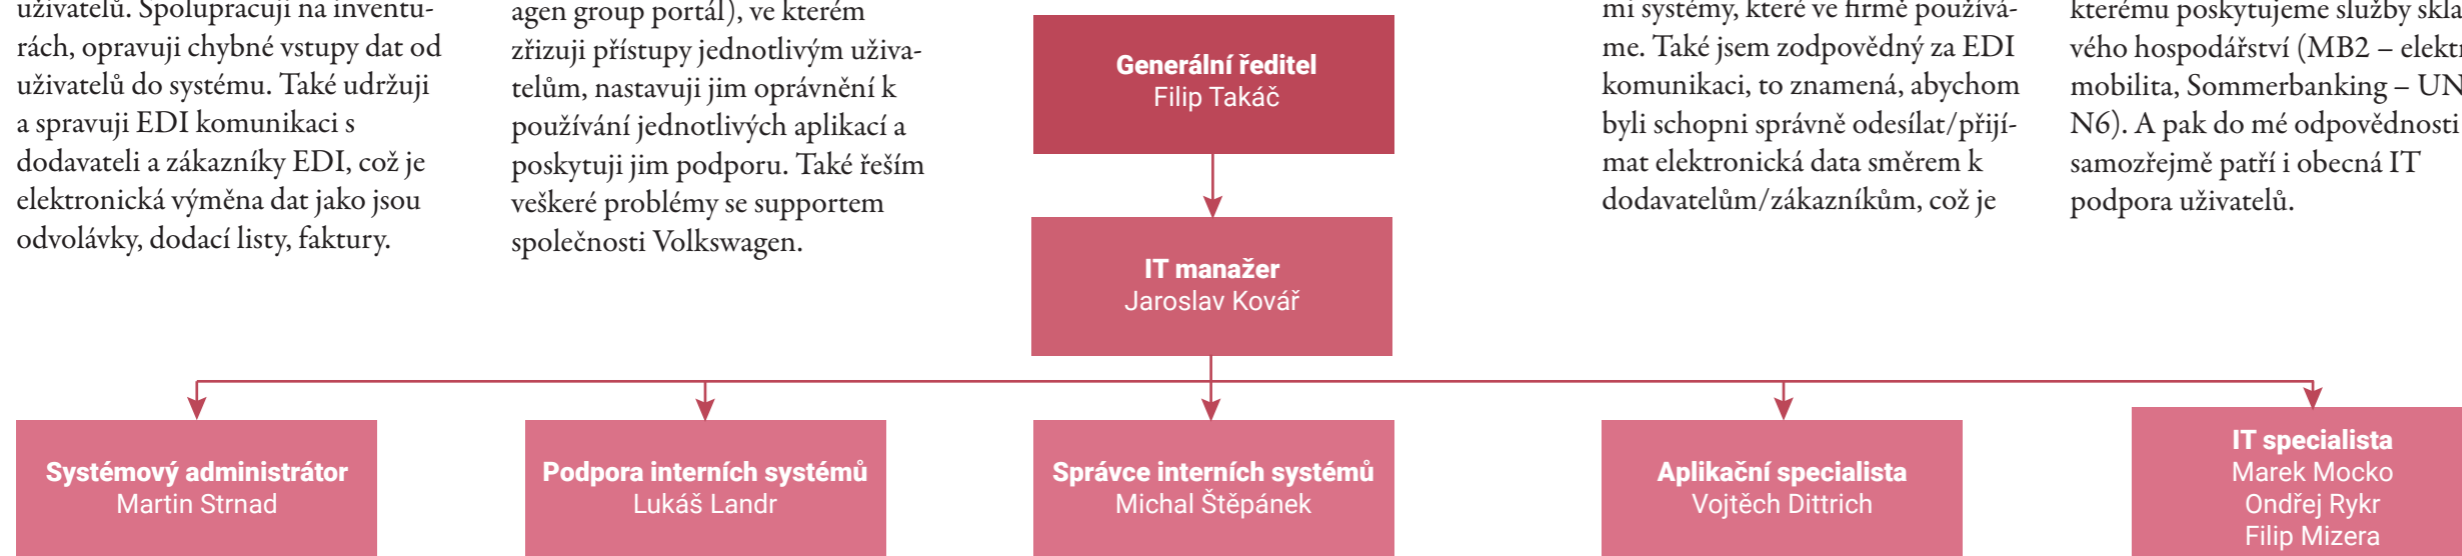 uživatelů. Spolupracuji na inventu-
rách, opravuji chybné vstupy dat od
uživatelů do systému. Také udržuji
a spravuji EDI komunikaci s
dodavateli a zákazníky EDI, což je
elektronická výměna dat jako jsou
odvolávky, dodací listy, faktury.
agen group portál), ve kterém
zřizuji přístupy jednotlivým uživa-
telům, nastavuji jim oprávnění k
používání jednotlivých aplikací a
poskytuji jim podporu. Také řeším
veškeré problémy se supportem
společnosti Volkswagen.
mi systémy, které ve firmě používá-
me. Také jsem zodpovědný za EDI
komunikaci, to znamená, abychom
byli schopni správně odesílat/přijí-
mat elektronická data směrem k
dodavatelům/zákazníkům, což je
kterému poskytujeme služby skla
vého hospodářství (MB2 – elektr
mobilita, Sommerbanking – UN
N6). A pak do mé odpovědnosti
samozřejmě patří i obecná IT
podpora uživatelů.
Generální ředitel
Filip Takáč
IT manažer
Jaroslav Kovář
Systémový administrátor
Martin Strnad
Podpora interních systémů
Lukáš Landr
Správce interních systémů
Michal Štěpánek
Aplikační specialista
Vojtěch Dittrich
IT specialista
Marek Mocko
Ondřej Rykr
Filip Mizera